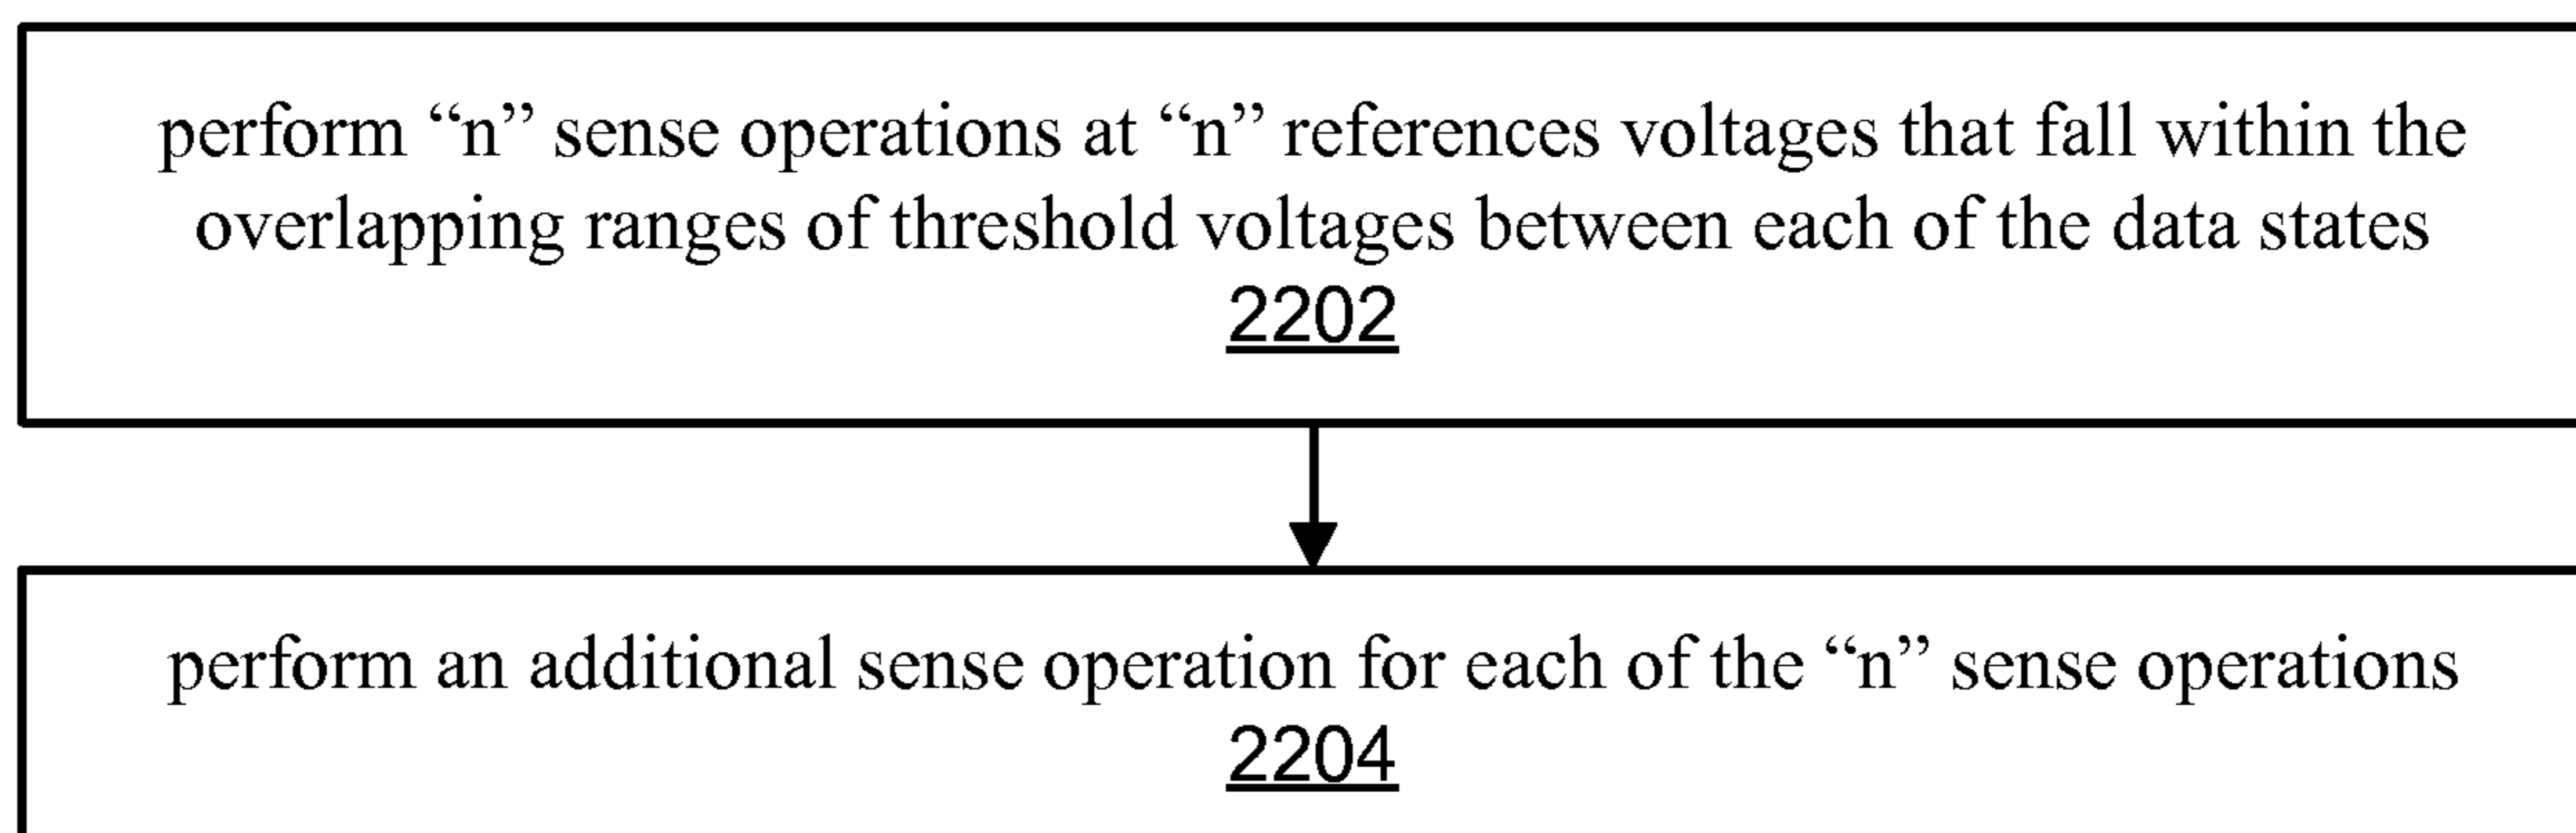 perform “n” sense operations at “n” references voltages that fall within the
overlapping ranges of threshold voltages between each of the data states
2202
perform an additional sense operation for each of the “n” sense operations
2204